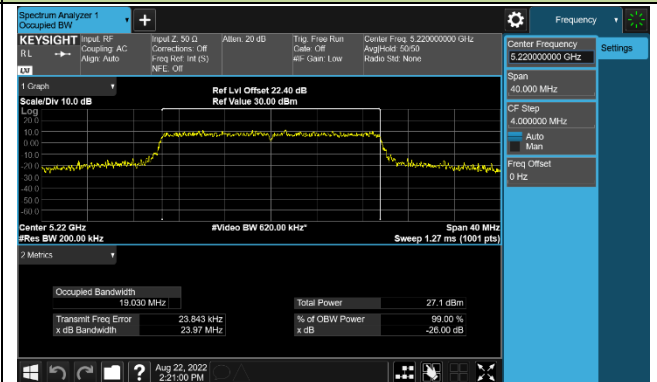 Spectrum Analyzer 1
Occupied BW
Frequency
KEYSIGHT Input: RF Input Z: 50 Ω Atten: 20 dB Trig: Free Run Center Freq: 5.220000000 GHz
RL Coupling: AC Corrections: Off Gate: Off Avg|Hold: 50/50
Align: Auto Freq Ref: Int (S) #IF Gain: Low Radio Std: None
LXI NFE: Off
Center Frequency
5.220000000 GHz
Settings
Span
40.000 MHz
CF Step
4.000000 MHz
Auto
Man
Freq Offset
0 Hz
1 Graph
Ref Lvl Offset 22.40 dB
Scale/Div 10.0 dB Ref Value 30.00 dBm
Log
20.0
10.0
0.00
-10.0
-20.0
-30.0
-40.0
-50.0
-60.0
Center 5.22 GHz #Video BW 620.00 kHz* Span 40 MHz
#Res BW 200.00 kHz Sweep 1.27 ms (1001 pts)
2 Metrics
Occupied Bandwidth
19.030 MHz Total Power 27.1 dBm
Transmit Freq Error 23.843 kHz % of OBW Power 99.00 %
x dB Bandwidth 23.97 MHz x dB -26.00 dB
? Aug 22, 2022
2:21:00 PM